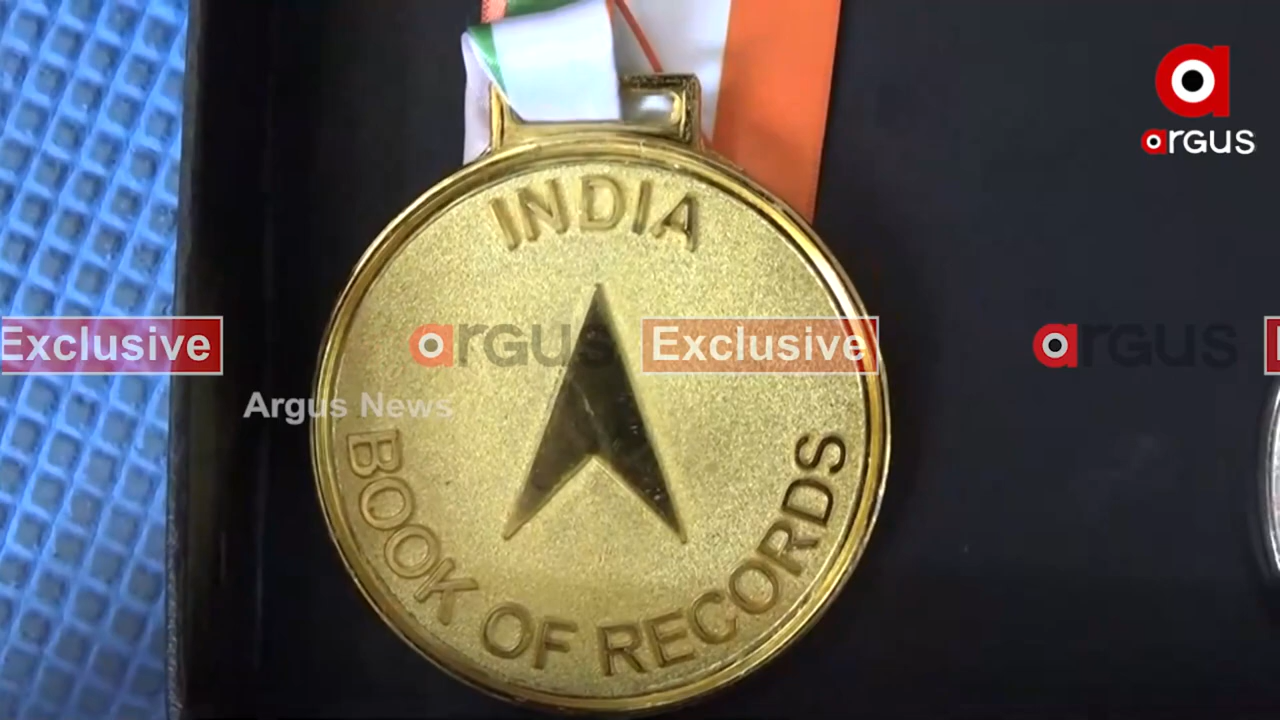 argus
INDIA
Exclusive argus Exclusive argus
Argus News
BOOK OF RECORDS